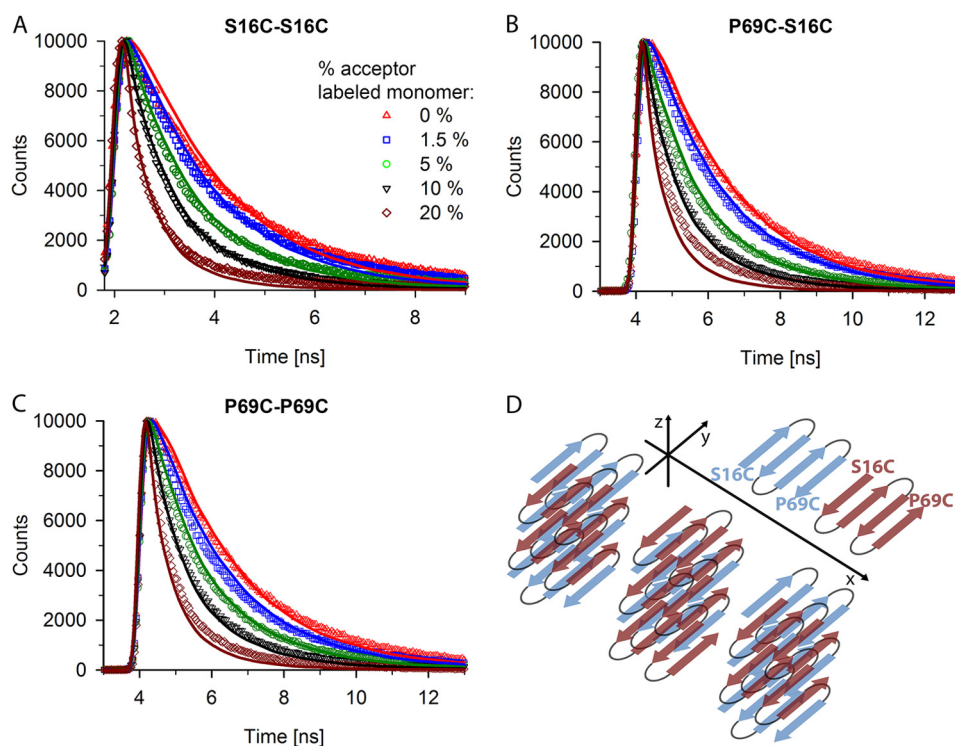 A
S16C-S16C
10000
8000
6000
4000
2000
0
Counts
2
4
6
8
Time [ns]
% acceptor
labeled monomer:
0 %
1.5 %
5 %
10 %
20 %
B
P69C-S16C
10000
8000
6000
4000
2000
0
Counts
4
6
8
10
12
Time [ns]
C
P69C-P69C
10000
8000
6000
4000
2000
0
Counts
4
6
8
10
12
Time [ns]
D
z
y
x
S16C
P69C
S16C
P69C